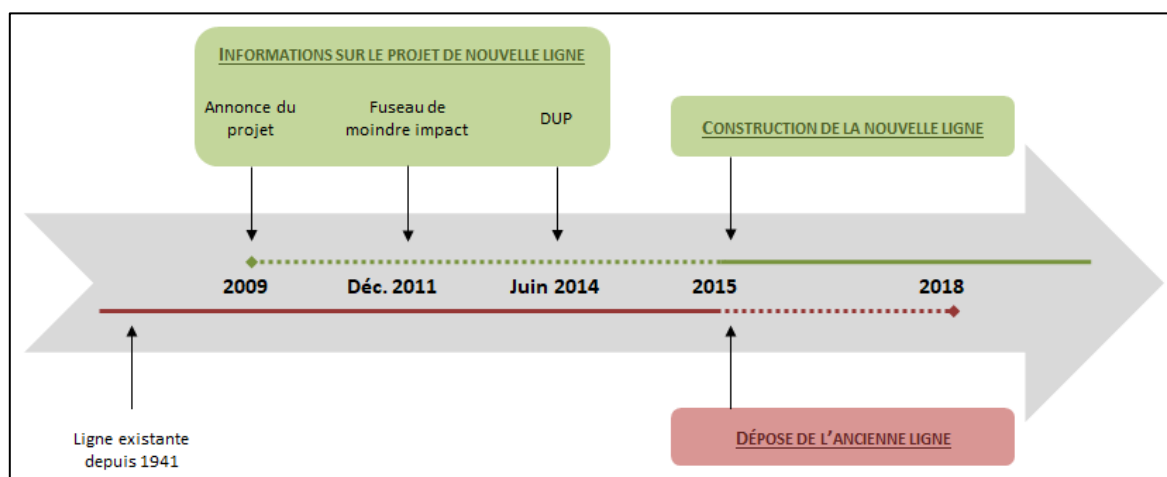 INFORMATIONS SUR LE PROJET DE NOUVELLE LIGNE
Annonce du
projet
Fuseau de
moindre impact
DUP
CONSTRUCTION DE LA NOUVELLE LIGNE
2009
Déc. 2011
Juin 2014
2015
2018
Ligne existante
depuis 1941
DÉPOSE DE L'ANCIENNE LIGNE